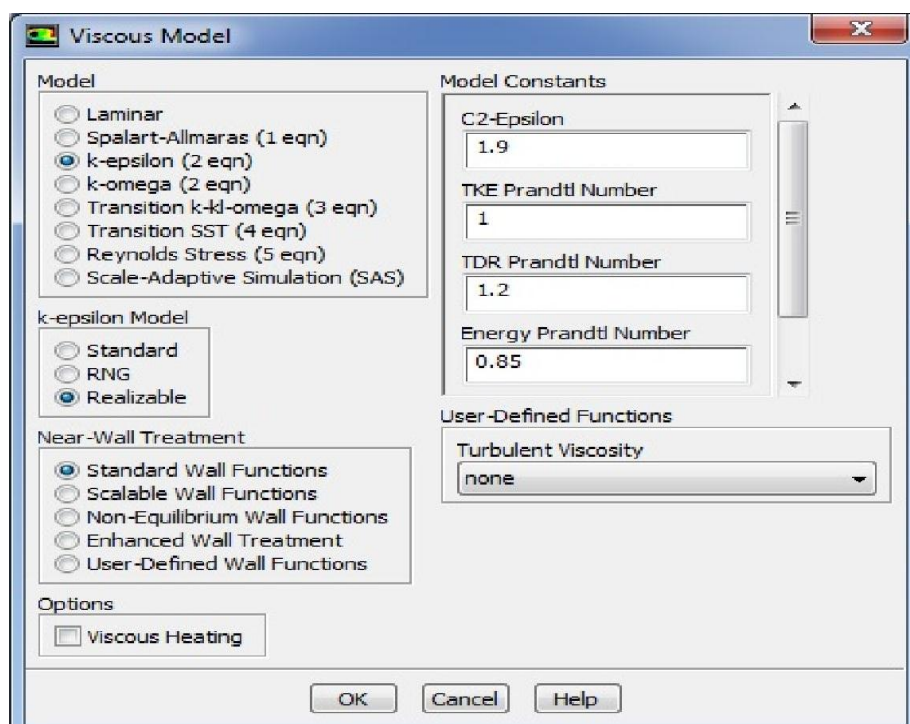 Viscous Model
Model
Laminar
Spalart-Allmaras (1 eqn)
k-epsilon (2 eqn)
k-omega (2 eqn)
Transition k-kl-omega (3 eqn)
Transition SST (4 eqn)
Reynolds Stress (5 eqn)
Scale-Adaptive Simulation (SAS)
k-epsilon Model
Standard
RNG
Realizable
Near-Wall Treatment
Standard Wall Functions
Scalable Wall Functions
Non-Equilibrium Wall Functions
Enhanced Wall Treatment
User-Defined Wall Functions
Options
Viscous Heating
Model Constants
C2-Epsilon
1.9
TKE Prandtl Number
1
TDR Prandtl Number
1.2
Energy Prandtl Number
0.85
User-Defined Functions
Turbulent Viscosity
none
OK
Cancel
Help